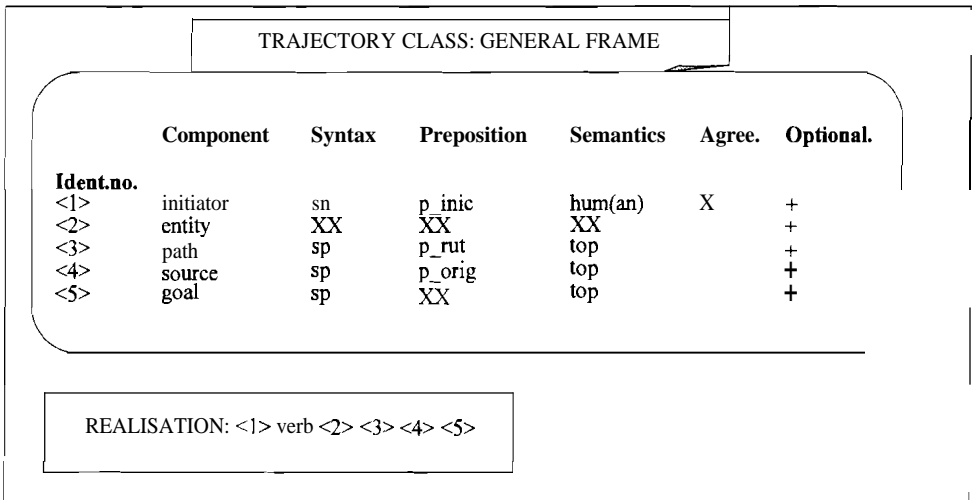 TRAJECTORY CLASS: GENERAL FRAME
Component Syntax Preposition Semantics Agree. Optional.
Ident.no.
<1> initiator sn p_inic hum(an) X +
<2> entity XX XX XX +
<3> path sp p_rut top +
<4> source sp p_orig top +
<5> goal sp XX top +
REALISATION: <1> verb <2> <3> <4> <5>